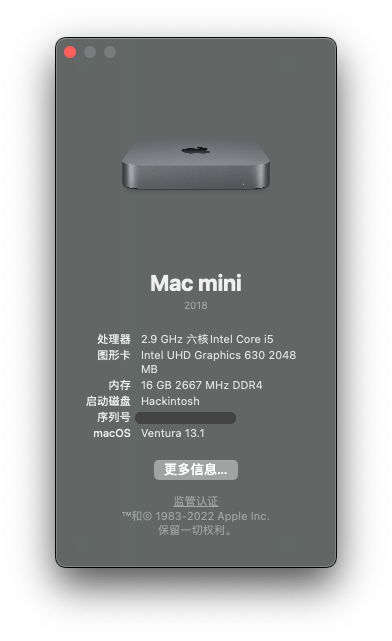 Mac mini
2018
处理器 2.9 GHz 六核Intel Core i5
图形卡 Intel UHD Graphics 630 2048
MB
内存 16 GB 2667 MHz DDR4
启动磁盘 Hackintosh
序列号
macOS Ventura 13.1
更多信息...
监管认证
™和© 1983-2022 Apple Inc.
保留一切权利。